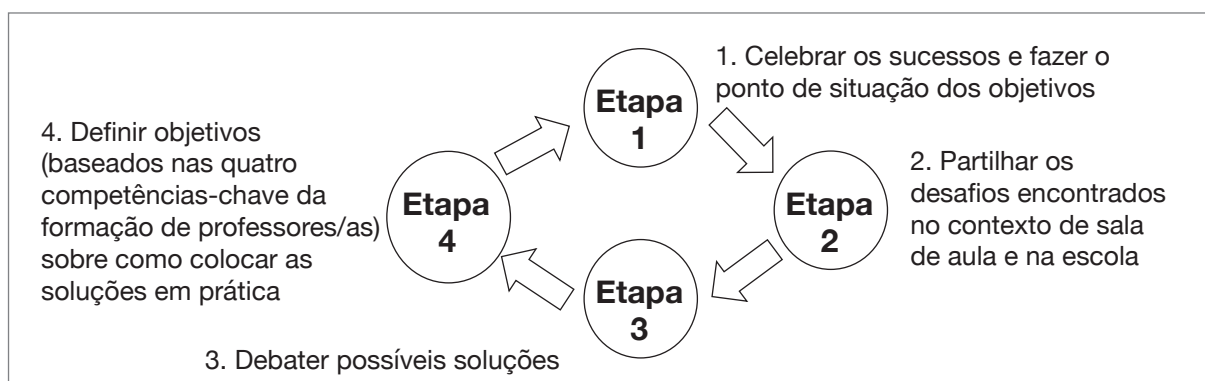 1. Celebrar os sucessos e fazer o
ponto de situação dos objetivos
Etapa
1
2. Partilhar os
desafios encontrados
no contexto de sala
de aula e na escola
Etapa
2
Etapa
3
3. Debater possíveis soluções
4. Definir objetivos
(baseados nas quatro
competências-chave da
formação de professores/as)
sobre como colocar as
soluções em prática
Etapa
4